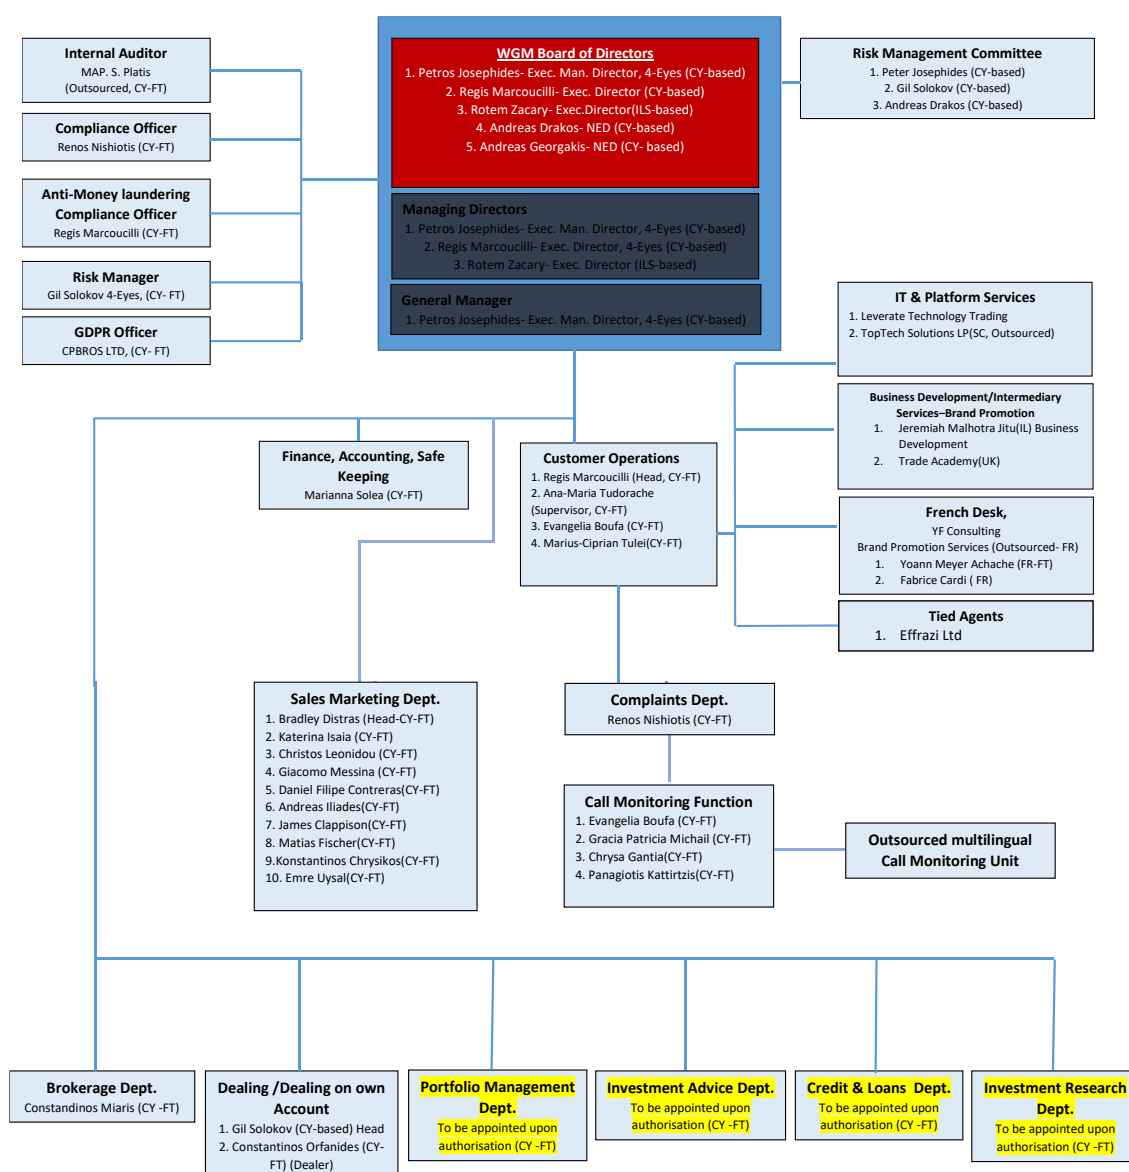 Internal Auditor
MAP. S. Platis
(Outsourced, CY-FT)
Compliance Officer
Renos Nishiotis (CY-FT)
Anti-Money laundering
Compliance Officer
Regis Marcoucilli (CY-FT)
Risk Manager
Gil Solokov 4-Eyes, (CY- FT)
GDPR Officer
CPBROS LTD, (CY- FT)
WGM Board of Directors
1. Petros Josephides- Exec. Man. Director, 4-Eyes (CY-based)
2. Regis Marcoucilli- Exec. Director (CY-based)
3. Rotem Zacary- Exec.Director(ILS-based)
4. Andreas Drakos- NED (CY-based)
5. Andreas Georgakis- NED (CY- based)
Managing Directors
1. Petros Josephides- Exec. Man. Director, 4-Eyes (CY-based)
2. Regis Marcoucilli- Exec. Director, 4-Eyes (CY-based)
3. Rotem Zacary- Exec. Director (ILS-based)
General Manager
1. Petros Josephides- Exec. Man. Director, 4-Eyes (CY-based)
Risk Management Committee
1. Peter Josephides (CY-based)
2. Gil Solokov (CY-based)
3. Andreas Drakos (CY-based)
IT & Platform Services
1. Leverate Technology Trading
2. TopTech Solutions LP(SC, Outsourced)
Business Development/Intermediary
Services–Brand Promotion
1. Jeremiah Malhotra Jitu(IL) Business
Development
2. Trade Academy(UK)
French Desk,
YF Consulting
Brand Promotion Services (Outsourced- FR)
1. Yoann Meyer Achache (FR-FT)
2. Fabrice Cardi ( FR)
Tied Agents
1. Effrazi Ltd
Finance, Accounting, Safe
Keeping
Marianna Solea (CY-FT)
Customer Operations
1. Regis Marcoucilli (Head, CY-FT)
2. Ana-Maria Tudorache
(Supervisor, CY-FT)
3. Evangelia Boufa (CY-FT)
4. Marius-Ciprian Tulei(CY-FT)
Sales Marketing Dept.
1. Bradley Distras (Head-CY-FT)
2. Katerina Isaia (CY-FT)
3. Christos Leonidou (CY-FT)
4. Giacomo Messina (CY-FT)
5. Daniel Filipe Contreras(CY-FT)
6. Andreas Iliades(CY-FT)
7. James Clappison(CY-FT)
8. Matias Fischer(CY-FT)
9.Konstantinos Chrysikos(CY-FT)
10. Emre Uysal(CY-FT)
Complaints Dept.
Renos Nishiotis (CY-FT)
Call Monitoring Function
1. Evangelia Boufa (CY-FT)
2. Gracia Patricia Michail (CY-FT)
3. Chrysa Gantia(CY-FT)
4. Panagiotis Kattirtzis(CY-FT)
Outsourced multilingual
Call Monitoring Unit
Brokerage Dept.
Constandinos Miaris (CY -FT)
Dealing /Dealing on own
Account
1. Gil Solokov (CY-based) Head
2. Constantinos Orfanides (CY-
FT) (Dealer)
Portfolio Management
Dept.
To be appointed upon
authorisation (CY -FT)
Investment Advice Dept.
To be appointed upon
authorisation (CY -FT)
Credit & Loans Dept.
To be appointed upon
authorisation (CY -FT)
Investment Research
Dept.
To be appointed upon
authorisation (CY -FT)